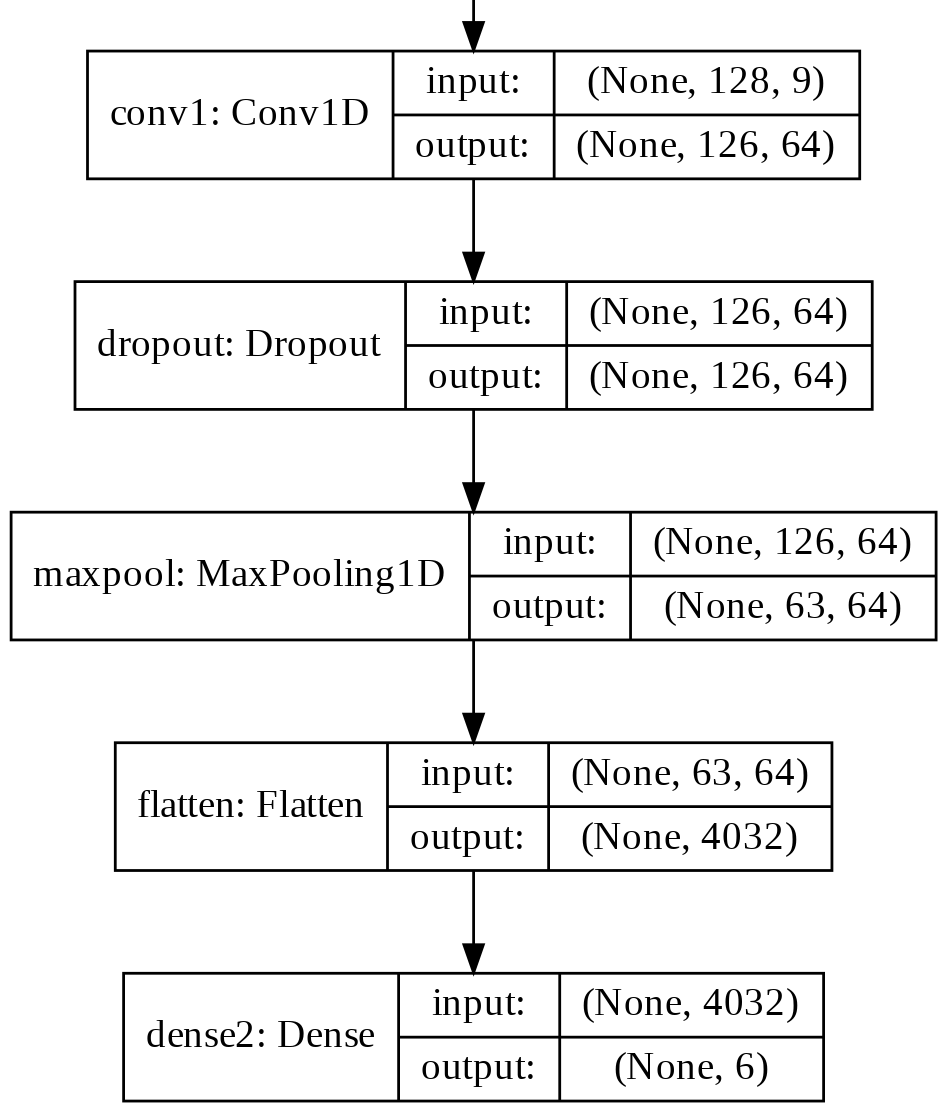 conv1: Conv1D
input: (None, 128, 9)
output: (None, 126, 64)
dropout: Dropout
input: (None, 126, 64)
output: (None, 126, 64)
maxpool: MaxPooling1D
input: (None, 126, 64)
output: (None, 63, 64)
flatten: Flatten
input: (None, 63, 64)
output: (None, 4032)
dense2: Dense
input: (None, 4032)
output: (None, 6)